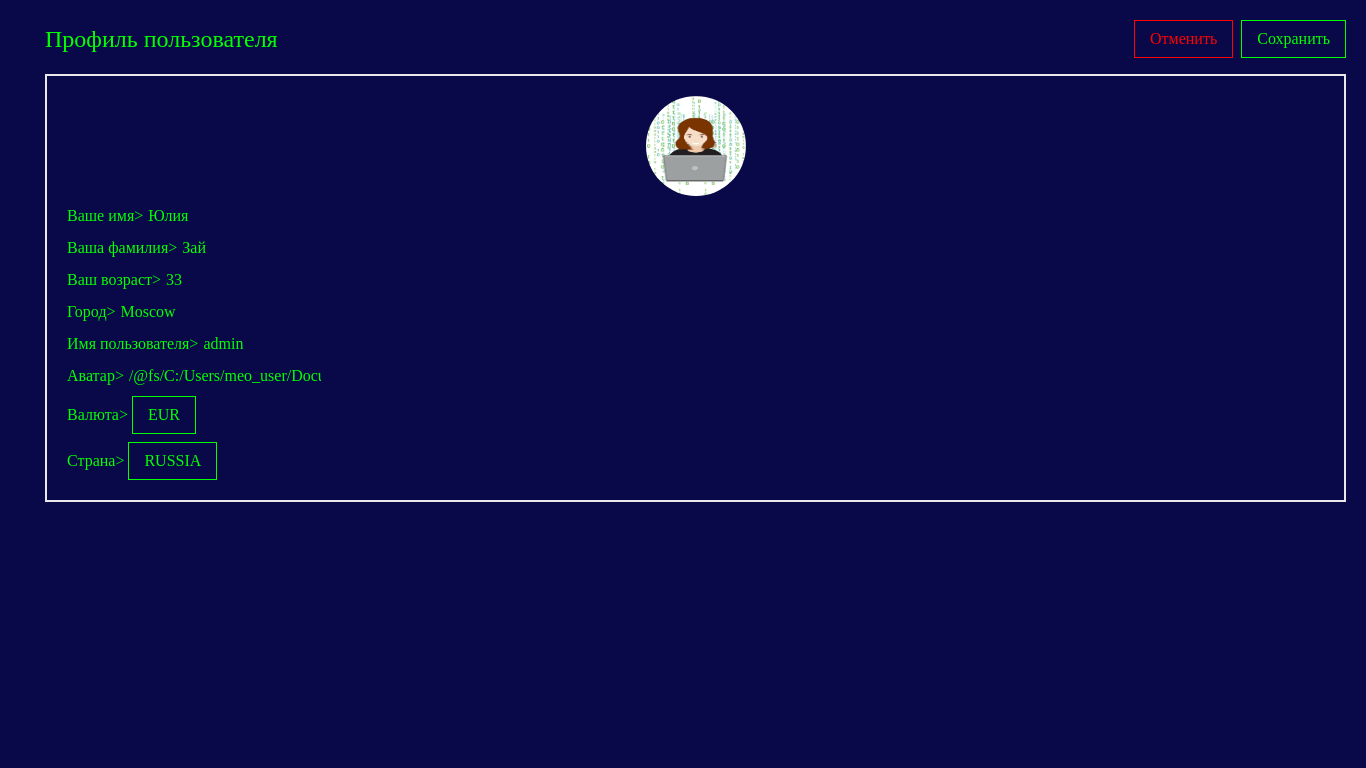 Профиль пользователя
Отменить
Сохранить
Ваше имя> Юлия
Ваша фамилия> Зай
Ваш возраст> 33
Город> Moscow
Имя пользователя> admin
Аватар> /@fs/C:/Users/meo_user/Docu
Валюта> EUR
Страна> RUSSIA